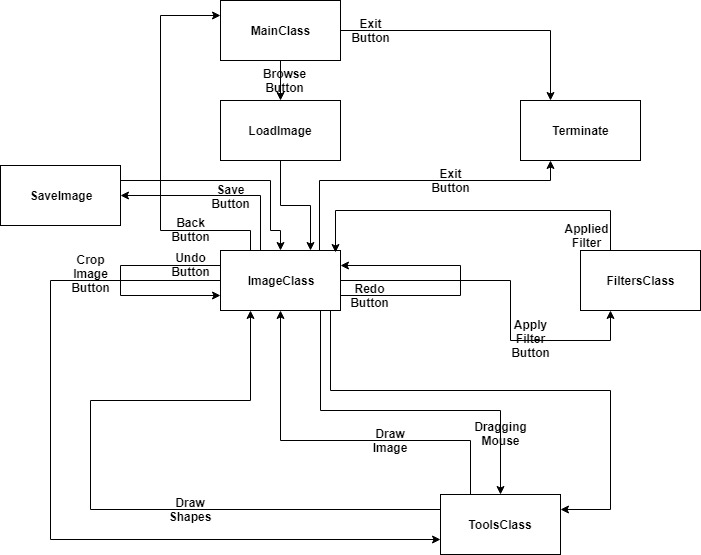 MainClass
Exit
Button
Browse
Button
LoadImage
Terminate
SaveImage
Save
Button
Exit
Button
Back
Button
Applied
Filter
Crop
Image
Button
Undo
Button
ImageClass
Redo
Button
FiltersClass
Apply
Filter
Button
Draw
Image
Dragging
Mouse
Draw
Shapes
ToolsClass